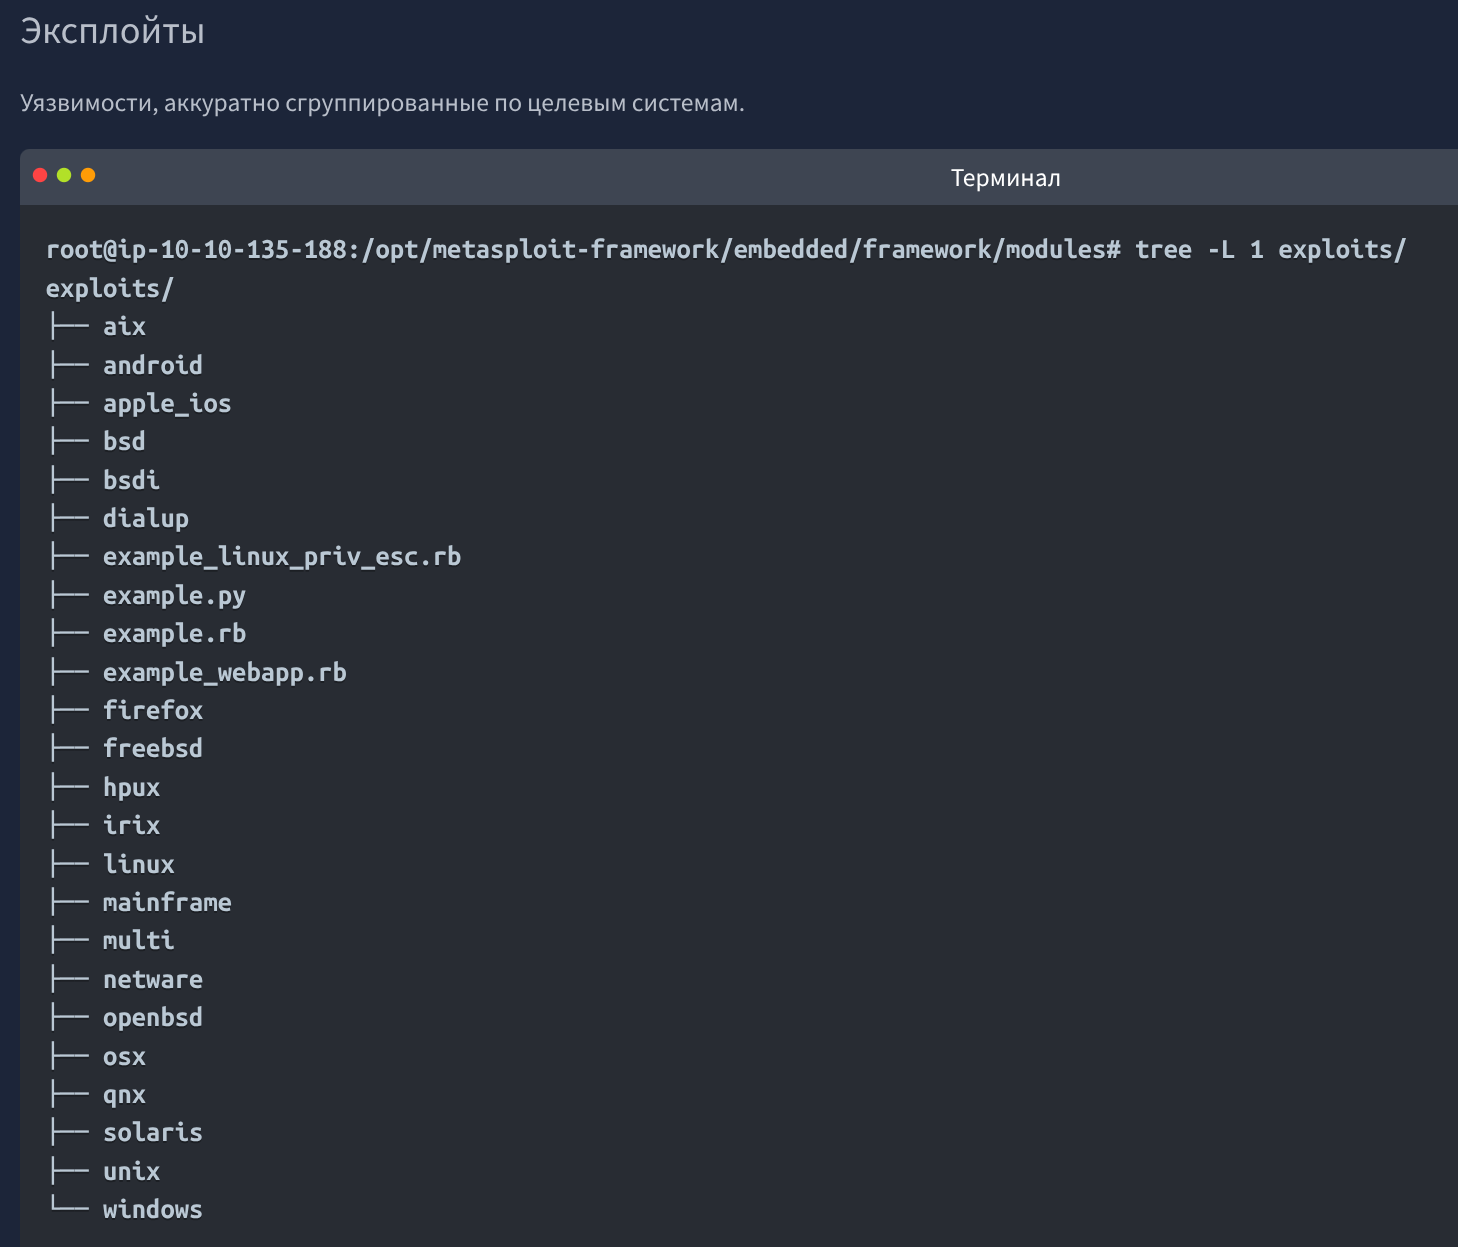 Эксплойты
Уязвимости, аккуратно сгруппированные по целевым системам.
Терминал
root@ip-10-10-135-188:/opt/metasploit-framework/embedded/framework/modules# tree -L 1 exploits/
exploits/
├── aix
├── android
├── apple_ios
├── bsd
├── bsdi
├── dialup
├── example_linux_priv_esc.rb
├── example.py
├── example.rb
├── example_webapp.rb
├── firefox
├── freebsd
├── hpux
├── irix
├── linux
├── mainframe
├── multi
├── netware
├── openbsd
├── osx
├── qnx
├── solaris
├── unix
└── windows